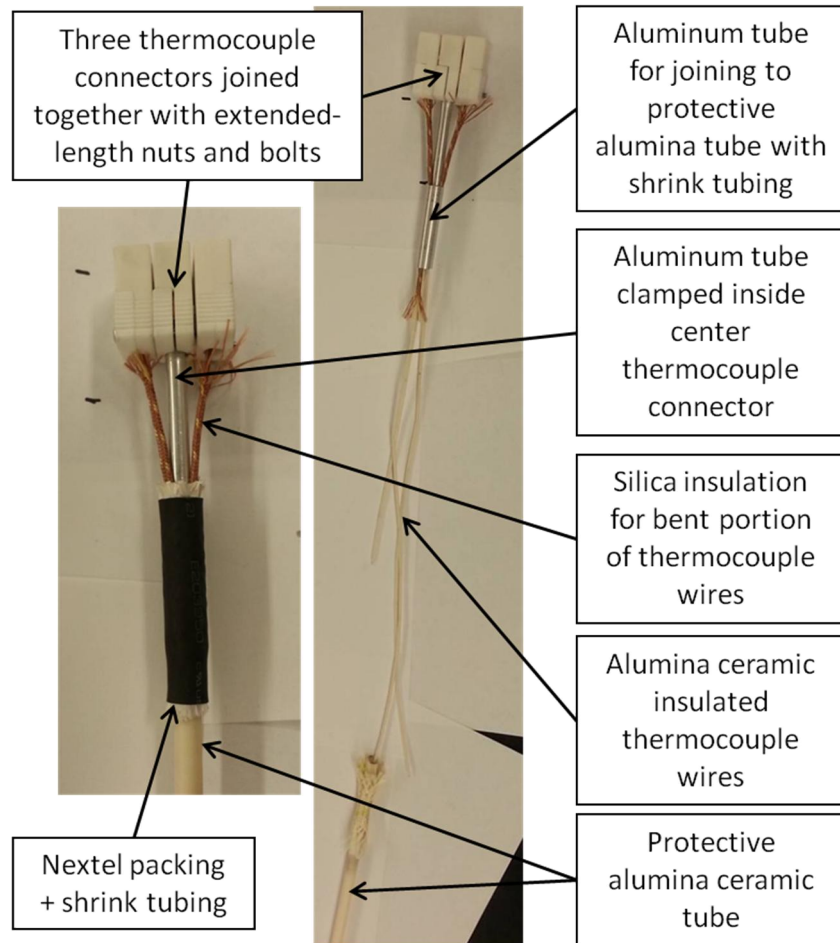 Three thermocouple
connectors joined
together with extended-
length nuts and bolts
Aluminum tube
for joining to
protective
alumina tube with
shrink tubing
Aluminum tube
clamped inside
center
thermocouple
connector
Silica insulation
for bent portion
of thermocouple
wires
Alumina ceramic
insulated
thermocouple
wires
Protective
alumina ceramic
tube
Nextel packing
+ shrink tubing